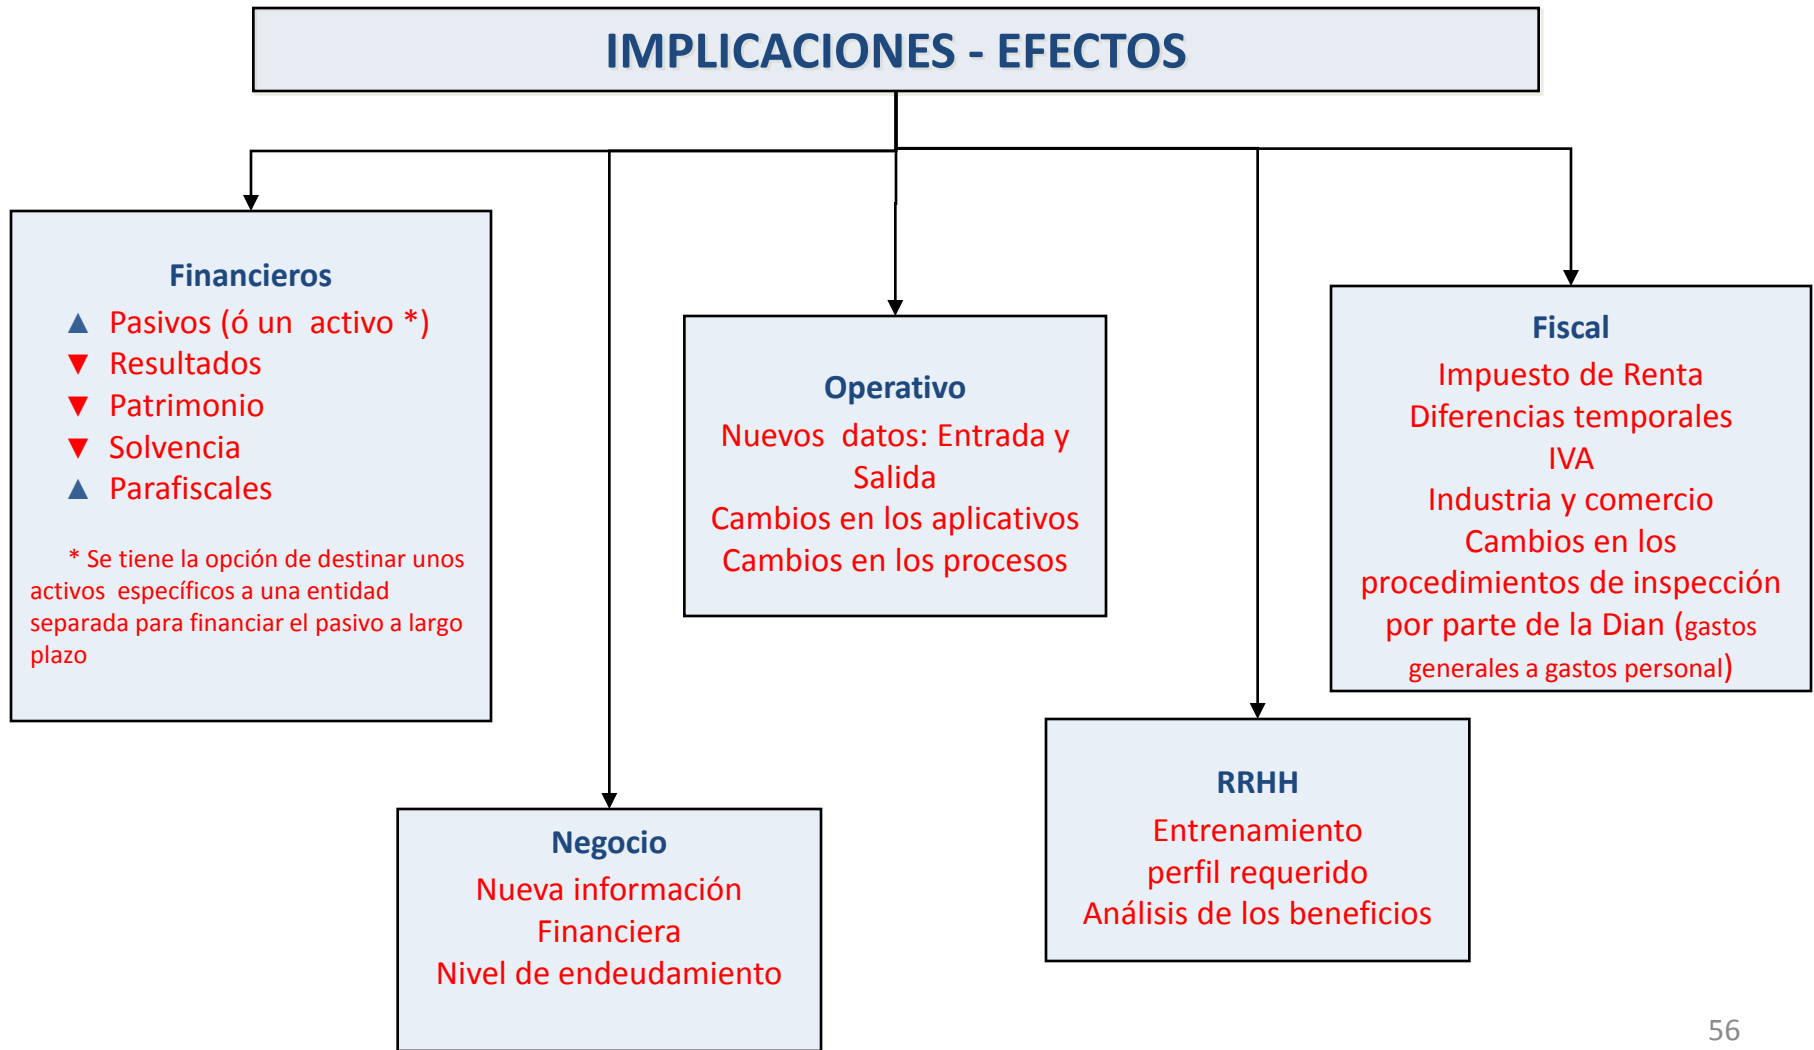 IMPLICACIONES - EFECTOS
Financieros
▲ Pasivos (ó un activo *)
▼ Resultados
▼ Patrimonio
▼ Solvencia
▲ Parafiscales
* Se tiene la opción de destinar unos
activos específicos a una entidad
separada para financiar el pasivo a largo
plazo
Negocio
Nueva información
Financiera
Nivel de endeudamiento
Operativo
Nuevos datos: Entrada y
Salida
Cambios en los aplicativos
Cambios en los procesos
RRHH
Entrenamiento
perfil requerido
Análisis de los beneficios
Fiscal
Impuesto de Renta
Diferencias temporales
IVA
Industria y comercio
Cambios en los
procedimientos de inspección
por parte de la Dian (gastos
generales a gastos personal)
56